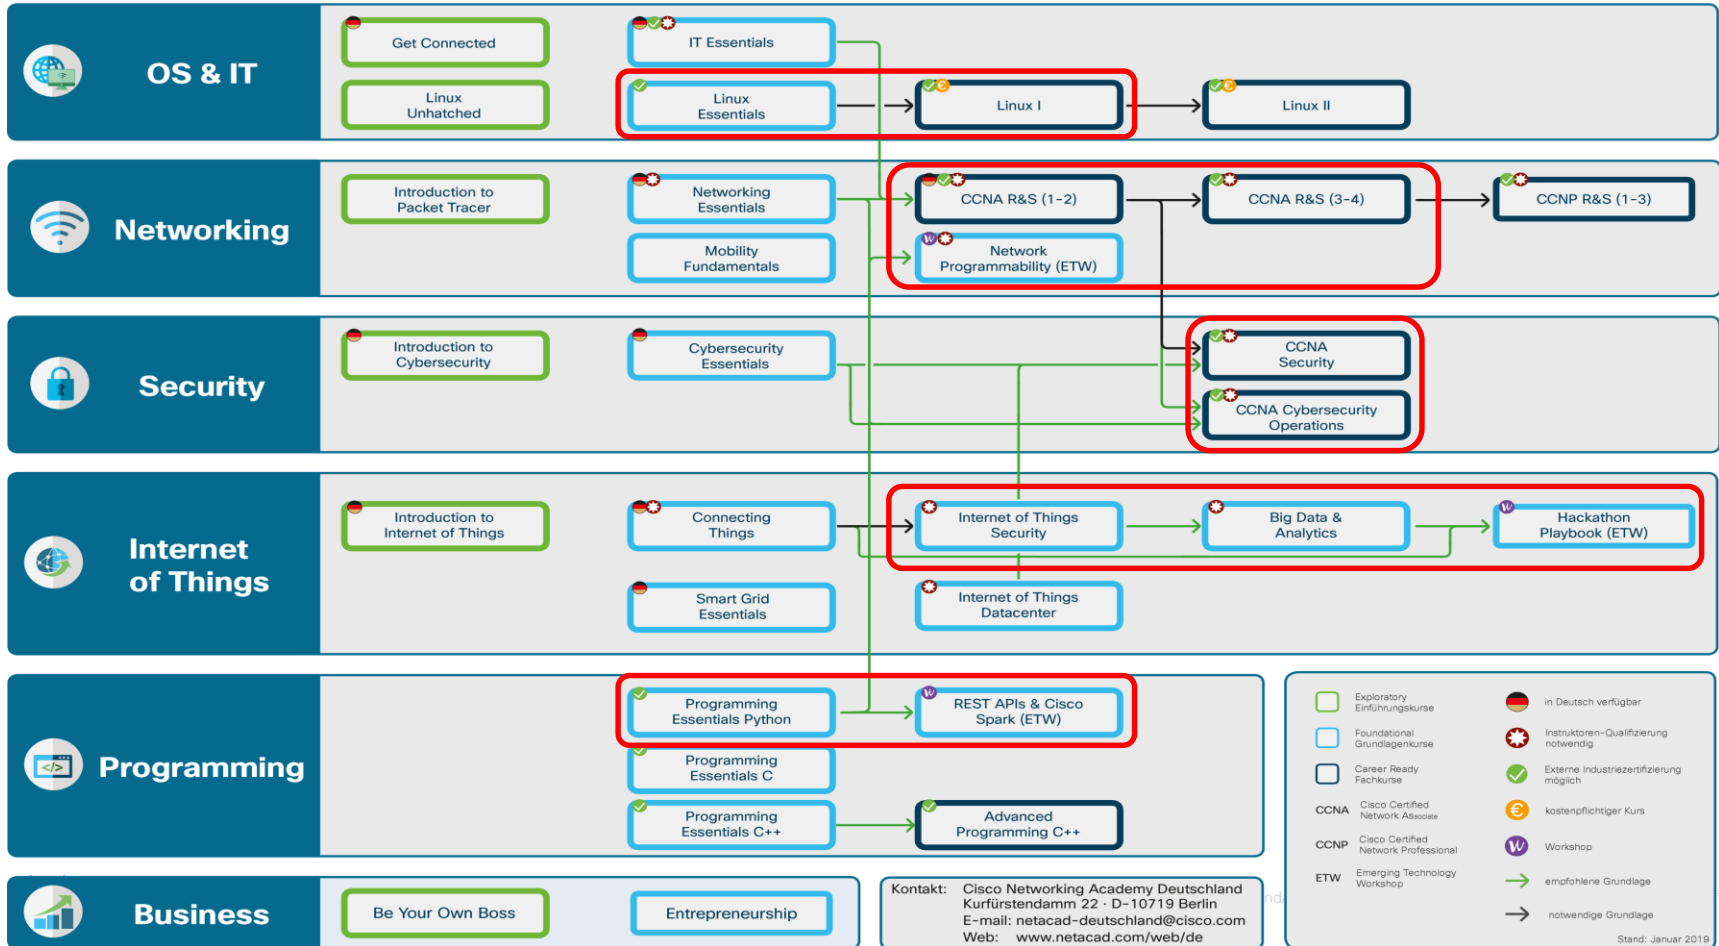 OS & IT
Get Connected
IT Essentials
Linux
Unhatched
Linux
Essentials
€
Linux I
€
Linux II
Networking
Introduction to
Packet Tracer
Networking
Essentials
CCNA R&S (1-2)
CCNA R&S (3-4)
CCNP R&S (1-3)
Mobility
Fundamentals
W
Network
Programmability (ETW)
Security
Introduction to
Cybersecurity
Cybersecurity
Essentials
CCNA
Security
CCNA Cybersecurity
Operations
Internet
of Things
Introduction to
Internet of Things
Connecting
Things
Internet of Things
Security
Big Data &
Analytics
W
Hackathon
Playbook (ETW)
Smart Grid
Essentials
Internet of Things
Datacenter
Programming
</>
Programming
Essentials Python
W
REST APIs & Cisco
Spark (ETW)
Programming
Essentials C
Programming
Essentials C++
Advanced
Programming C++
Exploratory
Einführungskurse
in Deutsch verfügbar
Foundational
Grundlagenkurse
Instruktoren-Qualifizierung
notwendig
Career Ready
Fachkurse
Externe Industriezertifizierung
möglich
CCNA Cisco Certified
Network Associate
€ kostenpflichtiger Kurs
CCNP Cisco Certified
Network Professional
W Workshop
ETW Emerging Technology
Workshop
empfohlene Grundlage
notwendige Grundlage
Stand: Januar 2019
Business
Be Your Own Boss
Entrepreneurship
Kontakt: Cisco Networking Academy Deutschland
Kurfürstendamm 22 · D-10719 Berlin
E-mail: netacad-deutschland@cisco.com
Web: www.netacad.com/web/de